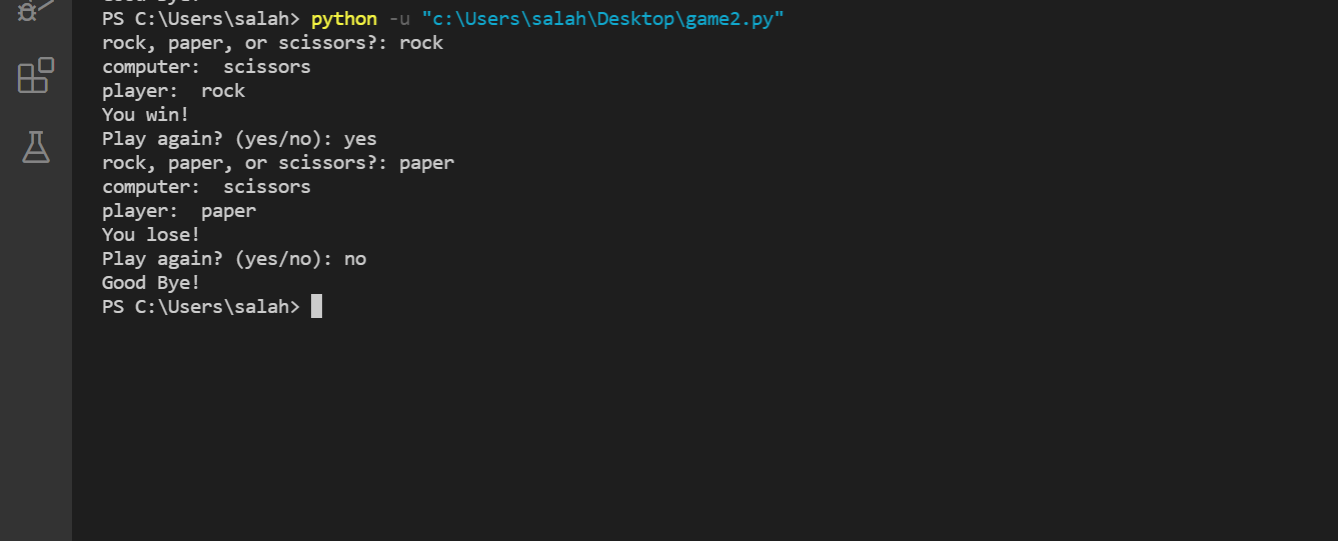 PS C:\Users\salah> python -u "c:\Users\salah\Desktop\game2.py"
rock, paper, or scissors?: rock
computer:  scissors
player:  rock
You win!
Play again? (yes/no): yes
rock, paper, or scissors?: paper
computer:  scissors
player:  paper
You lose!
Play again? (yes/no): no
Good Bye!
PS C:\Users\salah>